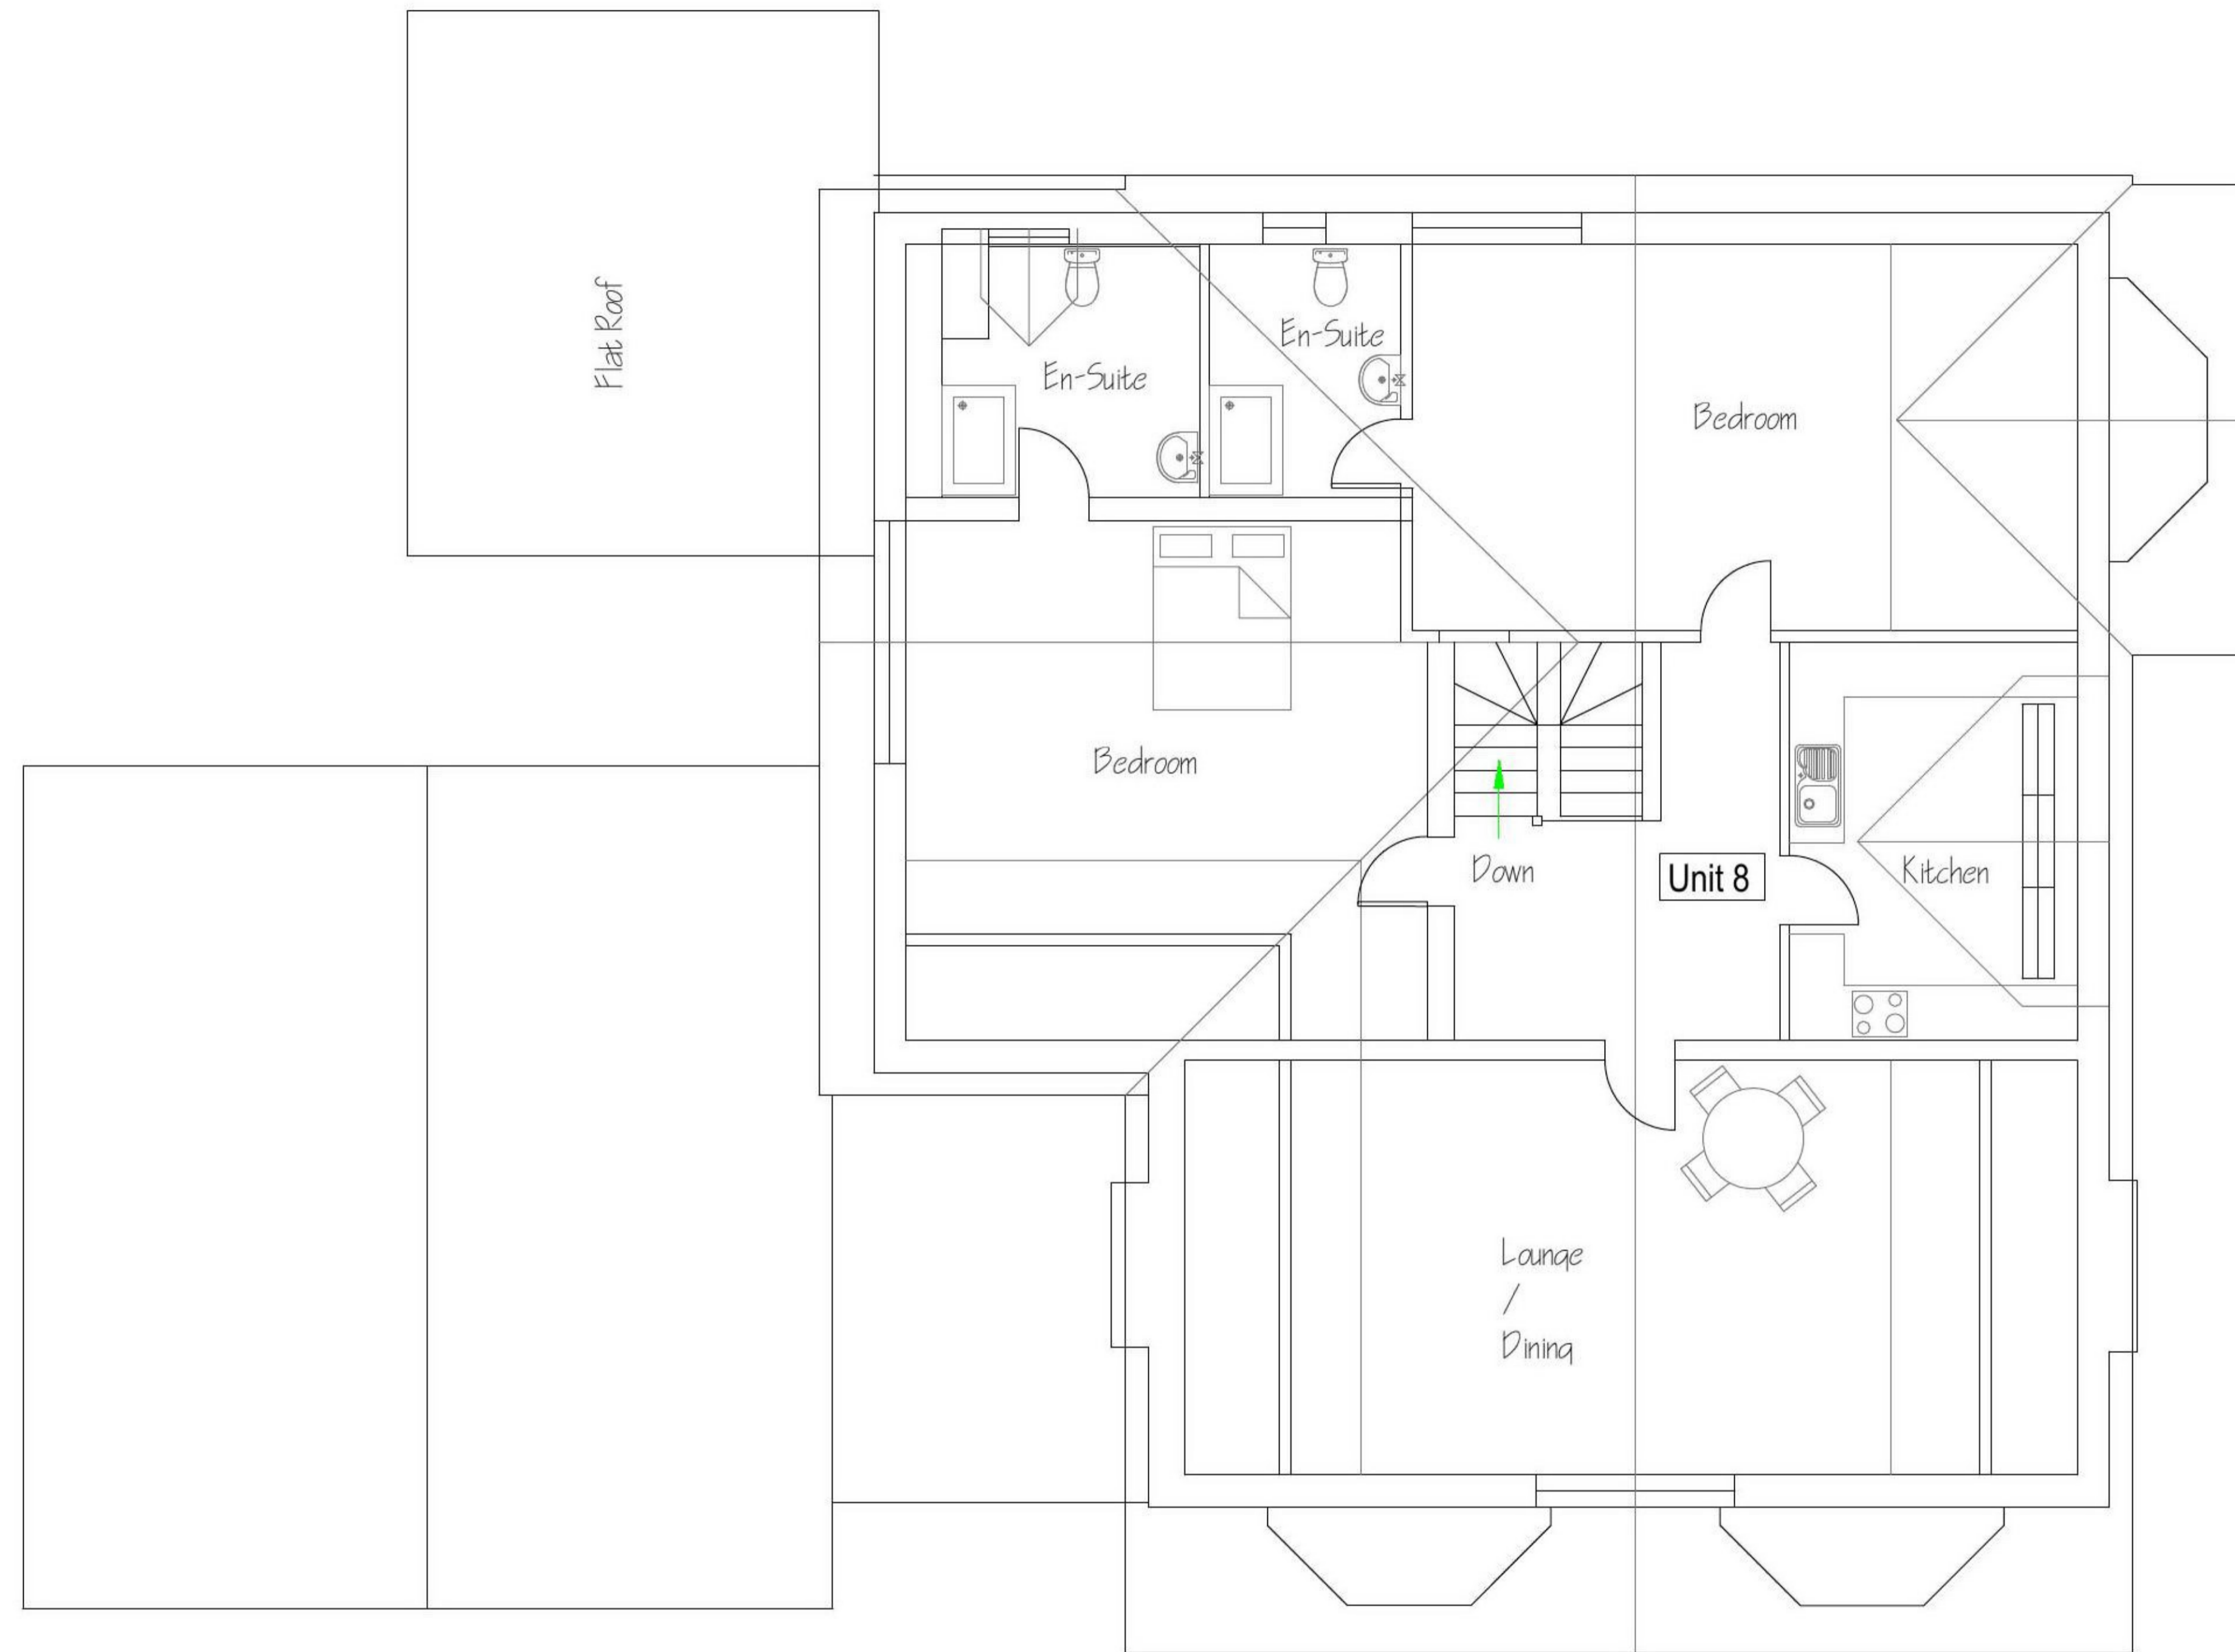 Flat Roof
En-Suite
En-Suite
Bedroom
Bedroom
Down
Unit 8
Kitchen
Lounge
/
Dining